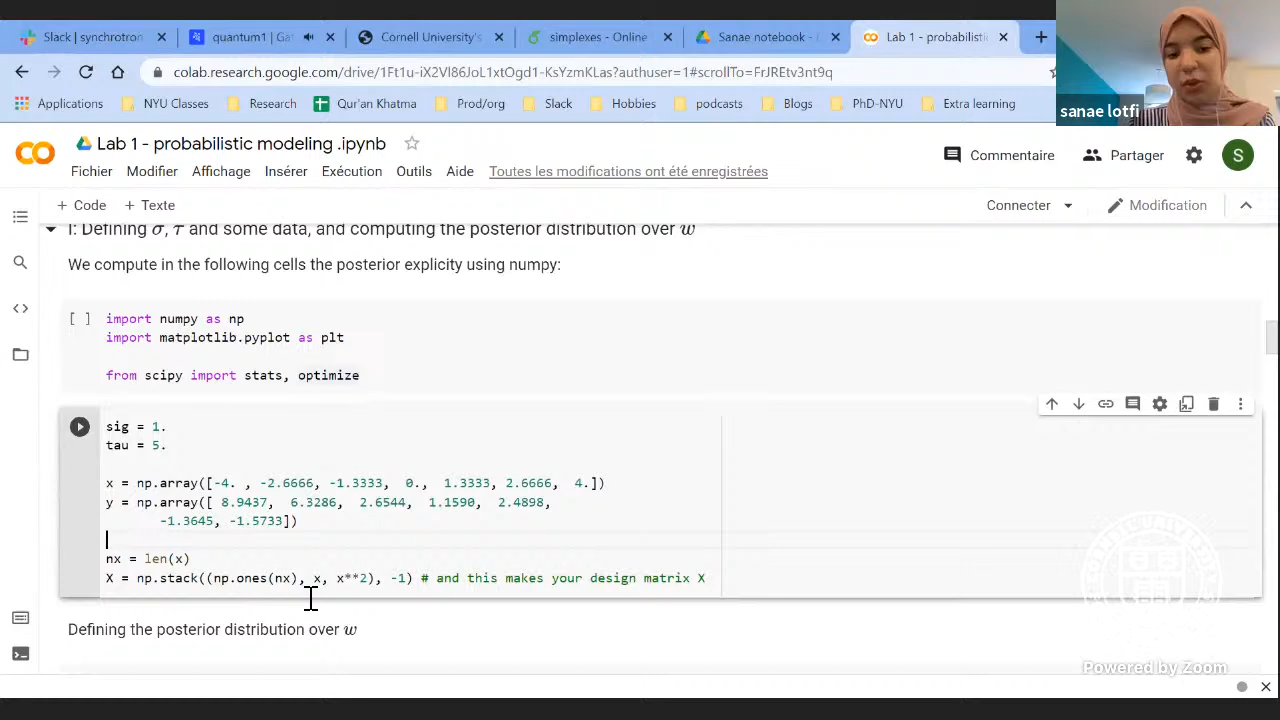 Slack | synchrotron
quantum1 | Ga
Cornell University's
simplexes - Online
Sanae notebook - D
Lab 1 - probabilisti
colab.research.google.com/drive/1Ft1u-iX2Vl86JoL1xtOgd1-KsYzmKLas?authuser=1#scrollTo=FrJREtv3nt9q
Applications
NYU Classes
Research
Qur'an Khatma
Prod/org
Slack
Hobbies
podcasts
Blogs
PhD-NYU
Extra learning
sanae lotfi
Lab 1 - probabilistic modeling .ipynb
Commentaire
Partager
S
Fichier Modifier Affichage Insérer Exécution Outils Aide Toutes les modifications ont été enregistrées
+ Code + Texte
Connecter
Modification
I: Defining σ, τ and some data, and computing the posterior distribution over w
We compute in the following cells the posterior explicity using numpy:
[ ] import numpy as np
import matplotlib.pyplot as plt
from scipy import stats, optimize
sig = 1.
tau = 5.
x = np.array([-4. , -2.6666, -1.3333, 0., 1.3333, 2.6666, 4.])
y = np.array([ 8.9437, 6.3286, 2.6544, 1.1590, 2.4898,
-1.3645, -1.5733])
nx = len(x)
X = np.stack((np.ones(nx), x, x**2), -1) # and this makes your design matrix X
Defining the posterior distribution over w
Powered by Zoom